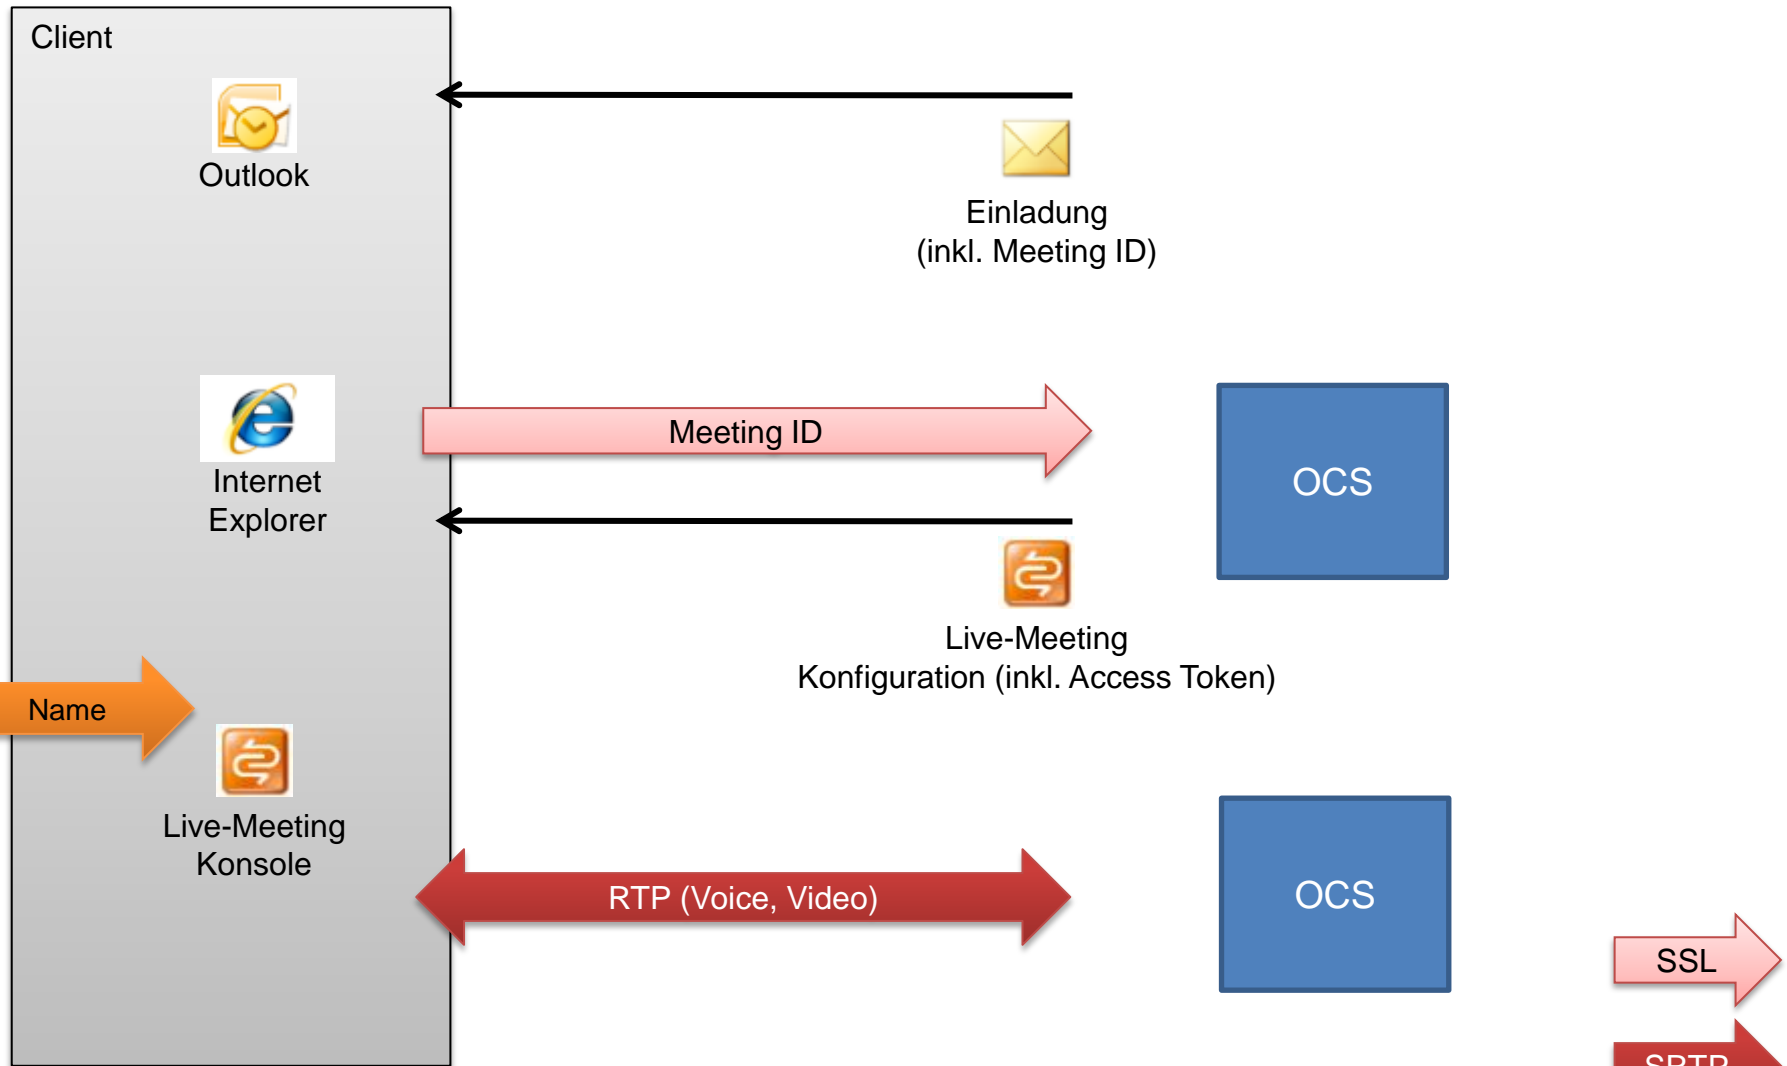 Client
Outlook
Einladung
(inkl. Meeting ID)
Internet
Explorer
Meeting ID
OCS
Live-Meeting
Konfiguration (inkl. Access Token)
Name
Live-Meeting
Konsole
RTP (Voice, Video)
OCS
SSL
SRTP